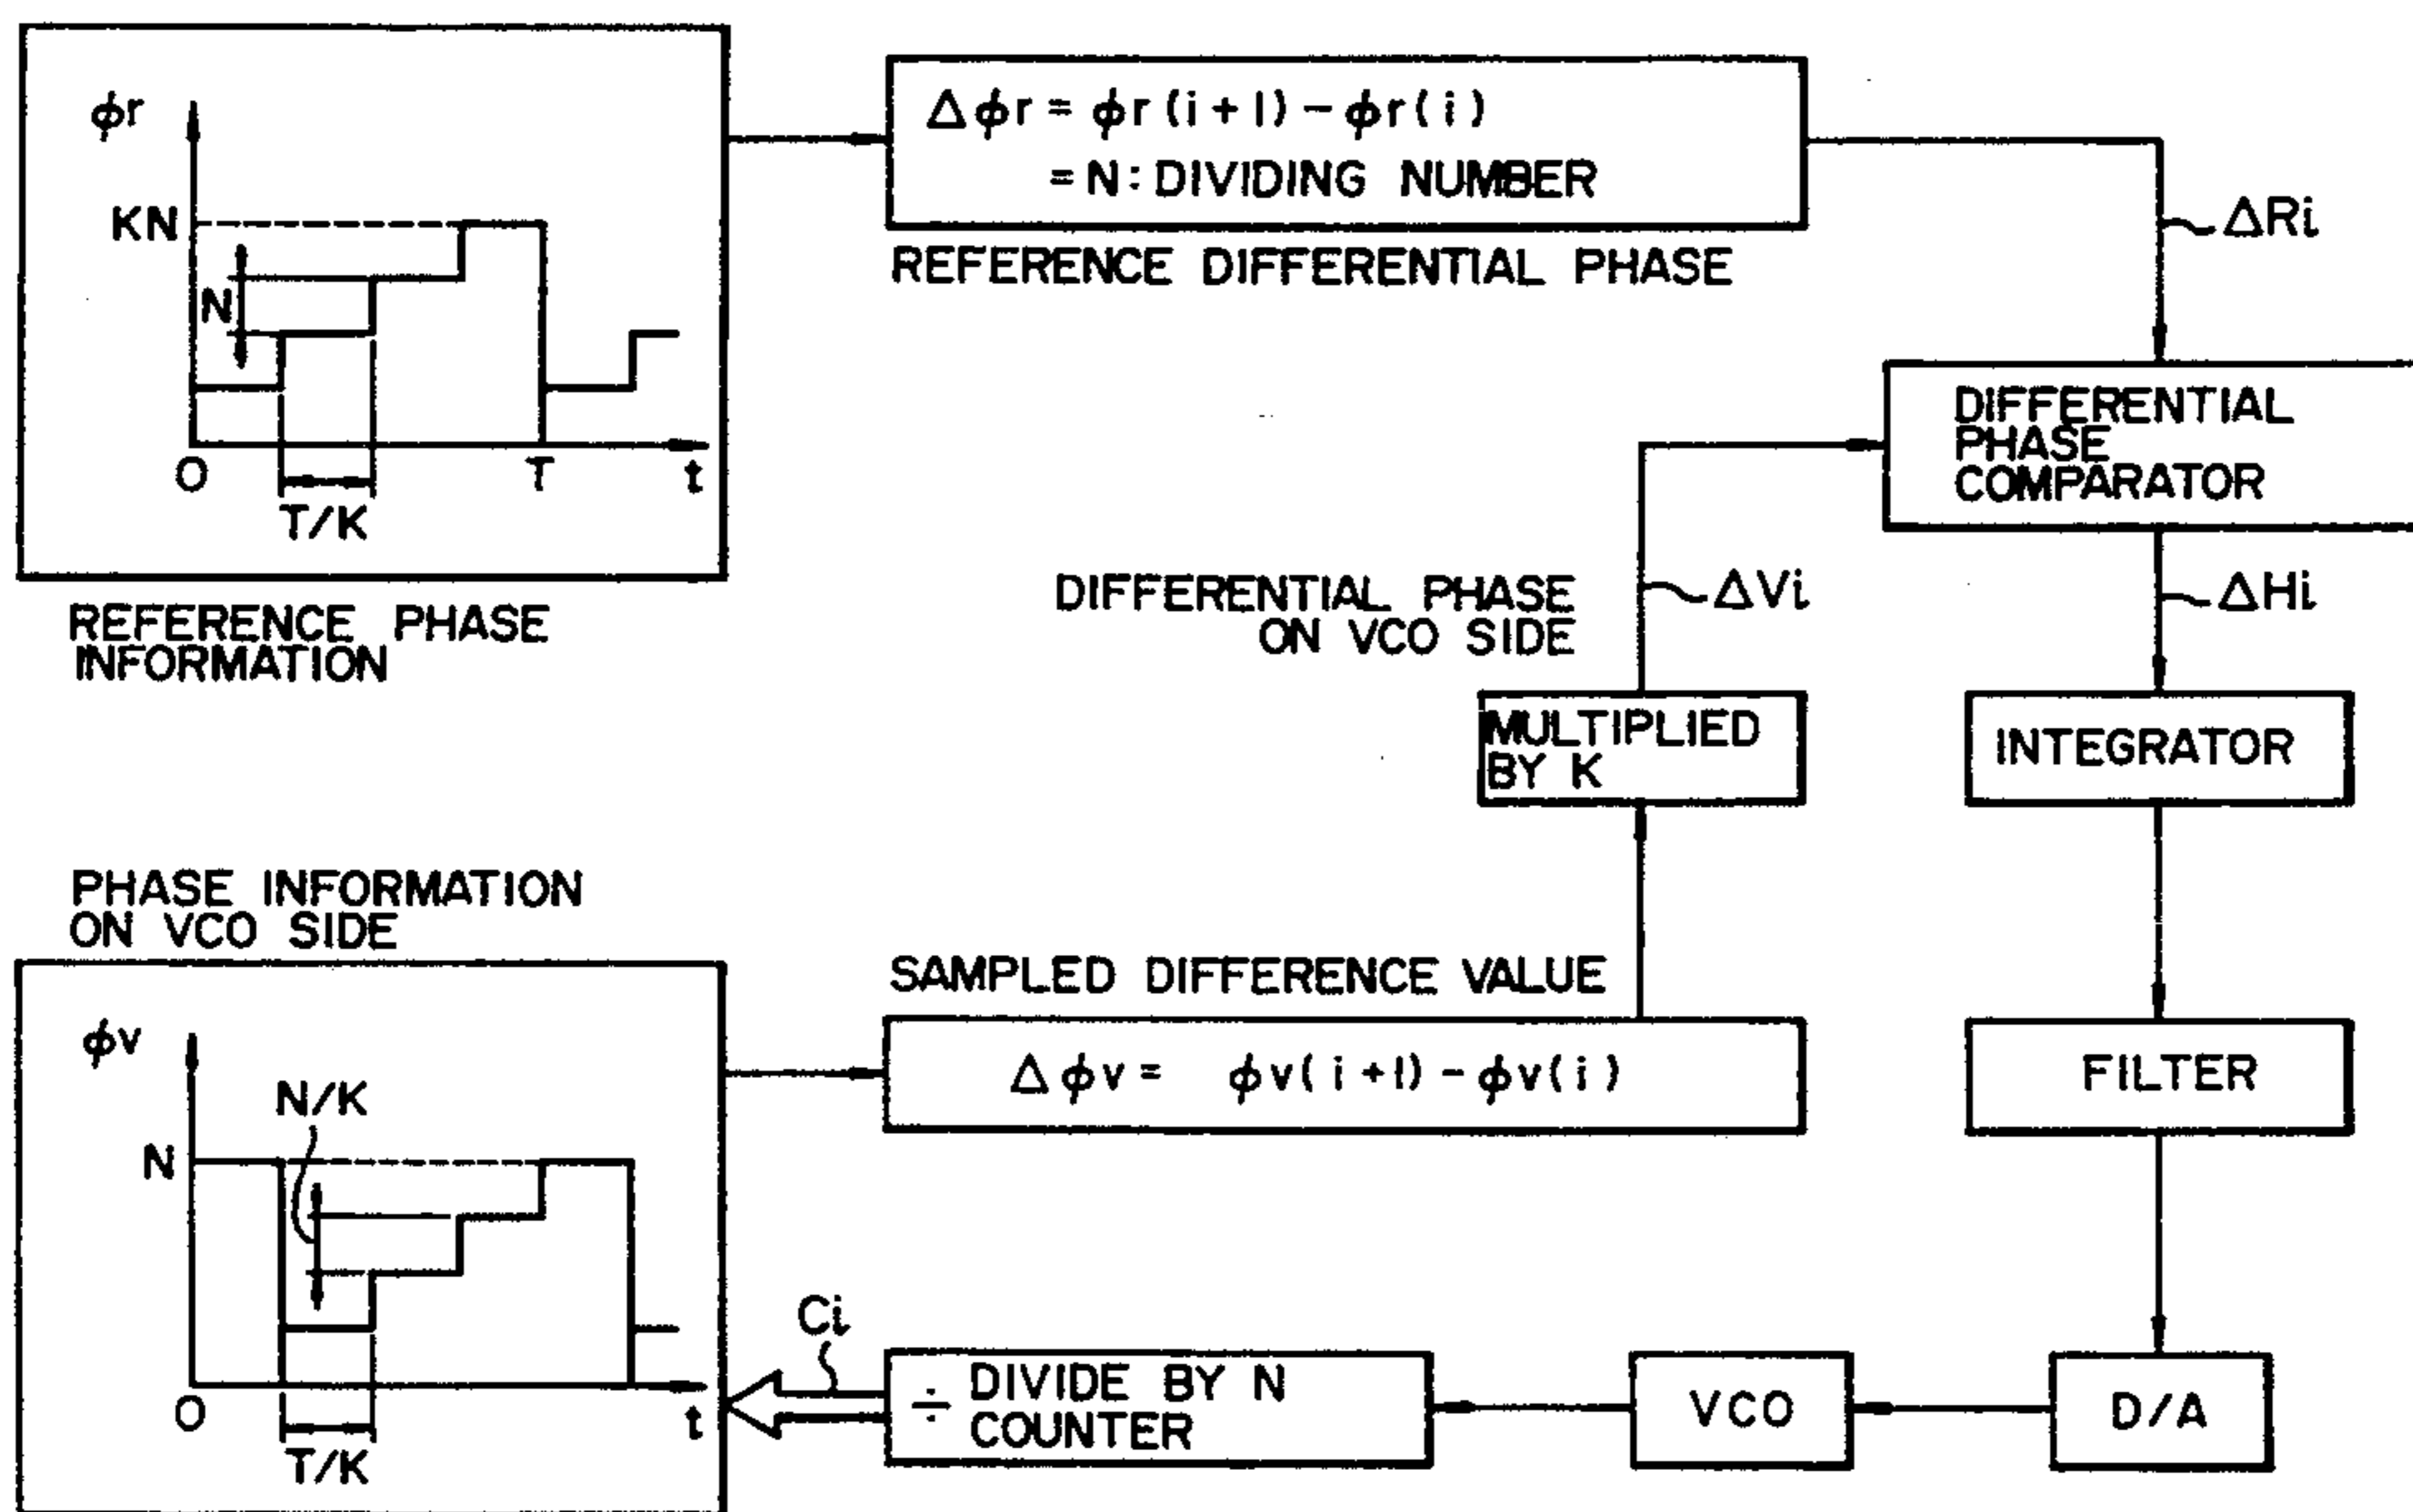 φr
KN
N
O
T
t
T/K
REFERENCE PHASE
INFORMATION
Δφr = φr(i+1) - φr(i)
= N: DIVIDING NUMBER
REFERENCE DIFFERENTIAL PHASE
ΔRi
DIFFERENTIAL
PHASE
COMPARATOR
DIFFERENTIAL PHASE
ON VCO SIDE
ΔVi
ΔHi
MULTIPLIED
BY K
INTEGRATOR
PHASE INFORMATION
ON VCO SIDE
SAMPLED DIFFERENCE VALUE
φv
N/K
N
O
t
T/K
Δφv = φv(i+1) - φv(i)
FILTER
Ci
÷ DIVIDE BY N
COUNTER
VCO
D/A